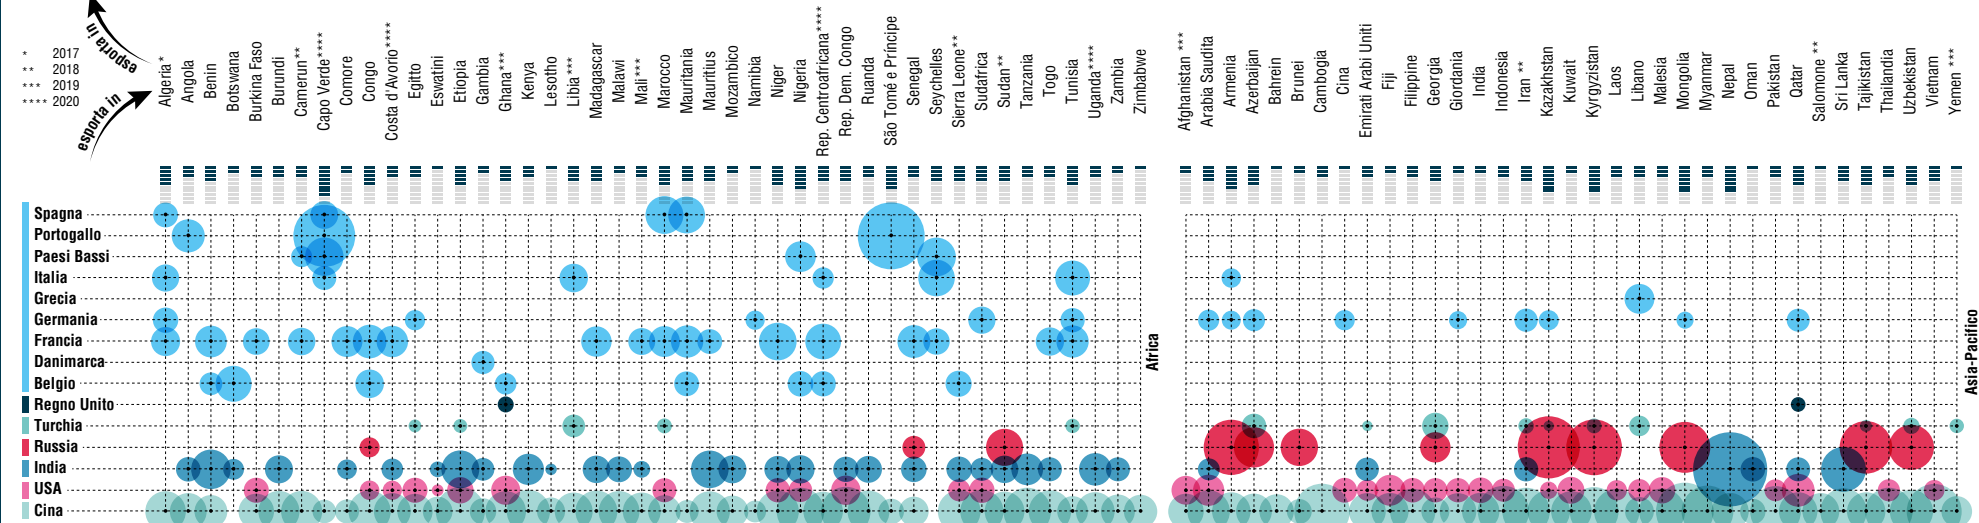 esporta in
esporta in
* 2017
** 2018
*** 2019
**** 2020
Algeria*
Angola
Benin
Botswana
Burkina Faso
Burundi
Camerun**
Capo Verde****
Comore
Congo
Costa d'Avorio****
Egitto
Eswatini
Etiopia
Gambia
Ghana***
Kenya
Lesotho
Libia***
Madagascar
Malawi
Mali***
Marocco
Mauritania
Mauritius
Mozambico
Namibia
Niger
Nigeria
Rep. Centroafricana****
Rep. Dem. Congo
Ruanda
São Tomé e Príncipe
Senegal
Seychelles
Sierra Leone**
Sudafrica
Sudan**
Tanzania
Togo
Tunisia
Uganda****
Zambia
Zimbabwe
Afghanistan ***
Arabia Saudita
Armenia
Azerbaijan
Bahrein
Brunei
Cambogia
Cina
Emirati Arabi Uniti
Fiji
Filippine
Georgia
Giordania
India
Indonesia
Iran **
Kazakhstan
Kuwait
Kyrgyzistan
Laos
Libano
Malesia
Mongolia
Myanmar
Nepal
Oman
Pakistan
Qatar
Salomone **
Sri Lanka
Tajikistan
Thailandia
Uzbekistan
Vietnam
Yemen ***
Spagna
Portogallo
Paesi Bassi
Italia
Grecia
Germania
Francia
Danimarca
Belgio
Regno Unito
Turchia
Russia
India
USA
Cina
Africa
Asia-Pacifico